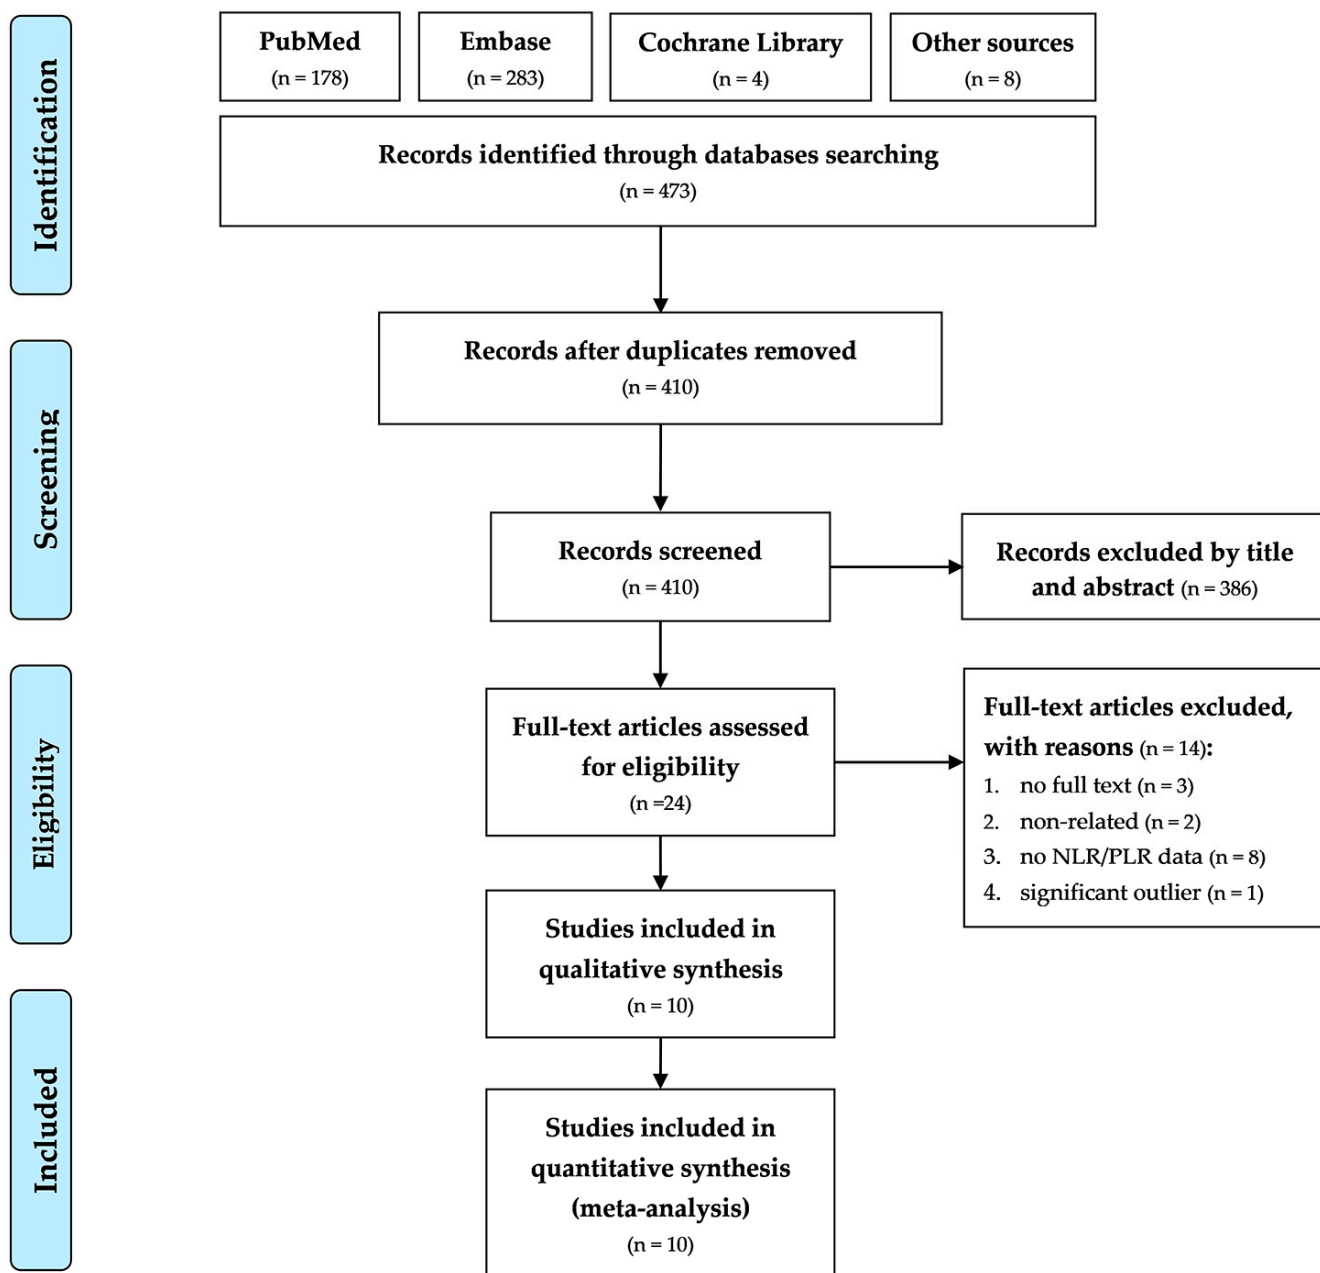 Identification
PubMed
(n = 178)
Embase
(n = 283)
Cochrane Library
(n = 4)
Other sources
(n = 8)
Records identified through databases searching
(n = 473)
Screening
Records after duplicates removed
(n = 410)
Records screened
(n = 410)
Records excluded by title
and abstract (n = 386)
Eligibility
Full-text articles assessed
for eligibility
(n =24)
Full-text articles excluded,
with reasons (n = 14):
1. no full text (n = 3)
2. non-related (n = 2)
3. no NLR/PLR data (n = 8)
4. significant outlier (n = 1)
Studies included in
qualitative synthesis
(n = 10)
Included
Studies included in
quantitative synthesis
(meta-analysis)
(n = 10)